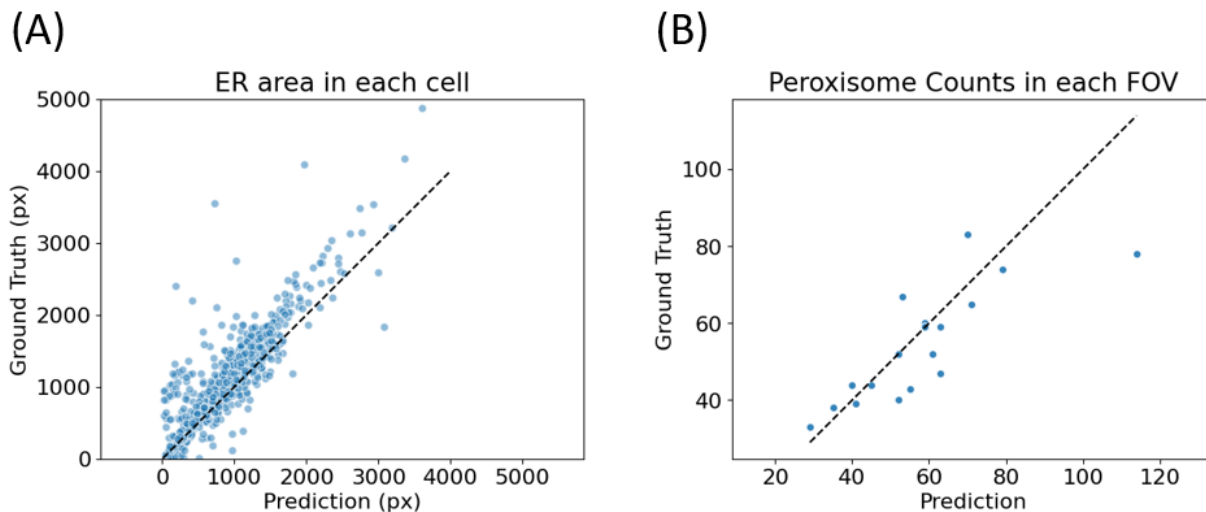 (A)
(B)
ER area in each cell
Peroxisome Counts in each FOV
Ground Truth (px)
5000
4000
3000
2000
1000
0
0 1000 2000 3000 4000 5000
Prediction (px)
Ground Truth
100
80
60
40
20 40 60 80 100 120
Prediction